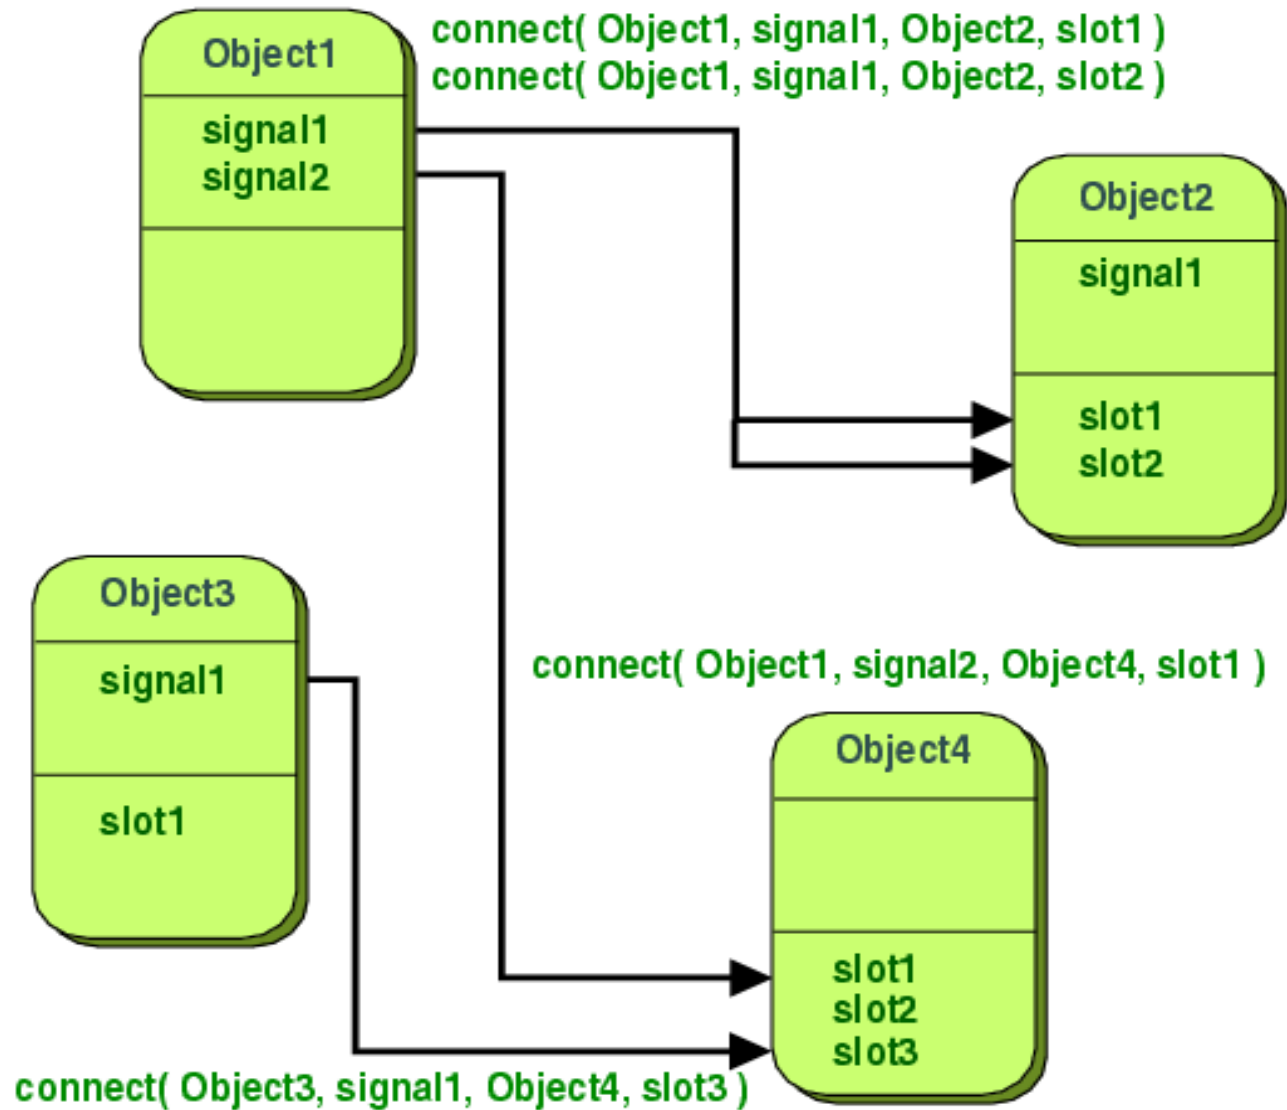 Object1
signal1
signal2
connect( Object1, signal1, Object2, slot1 )
connect( Object1, signal1, Object2, slot2 )
Object2
signal1
slot1
slot2
Object3
signal1
slot1
connect( Object1, signal2, Object4, slot1 )
Object4
slot1
slot2
slot3
connect( Object3, signal1, Object4, slot3 )